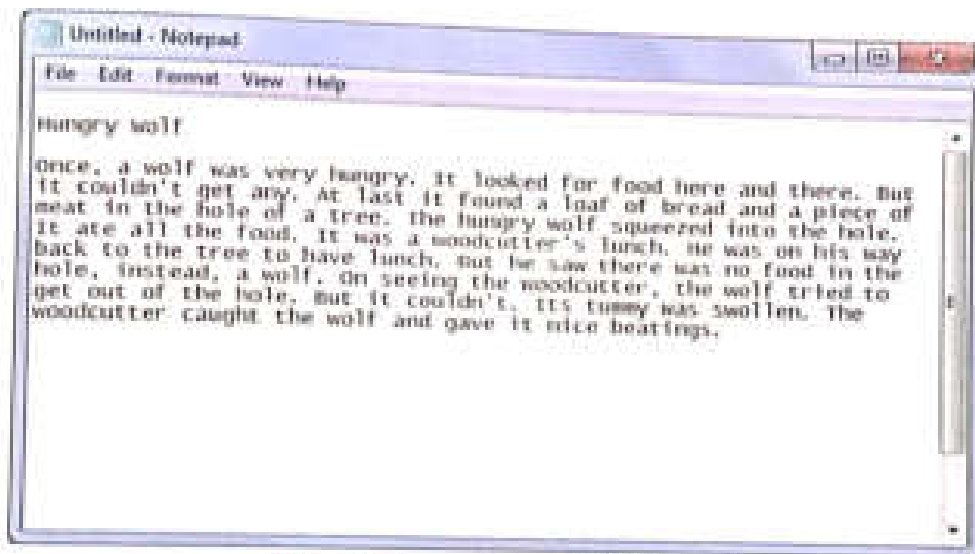 Untitled - Notepad
File Edit Format View Help
Hungry Wolf
Once, a wolf was very hungry. It looked for food here and there. But
it couldn't get any. At last it found a loaf of bread and a piece of
meat in the hole of a tree. The hungry wolf squeezed into the hole.
It ate all the food. It was a woodcutter's lunch. He was on his way
back to the tree to have lunch. But he saw there was no food in the
hole, instead, a wolf. On seeing the woodcutter, the wolf tried to
get out of the hole. But it couldn't. Its tummy was swollen. The
woodcutter caught the wolf and gave it nice beatings.